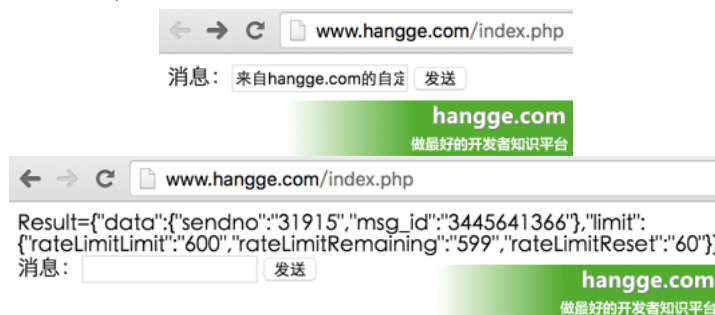 www.hangge.com/index.php
消息： 来自hangge.com的自定 发送
hangge.com
做最好的开发者知识平台
www.hangge.com/index.php
Result={"data":{"sendno":"31915","msg_id":"3445641366"},"limit":
{"rateLimitLimit":"600","rateLimitRemaining":"599","rateLimitReset":"60"}}
消息： 发送
hangge.com
做最好的开发者知识平台